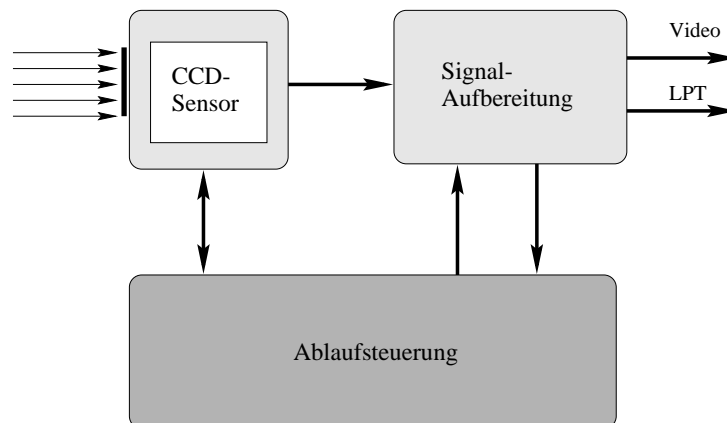 Video
CCD-
Sensor
Signal-
Aufbereitung
LPT
Ablaufsteuerung